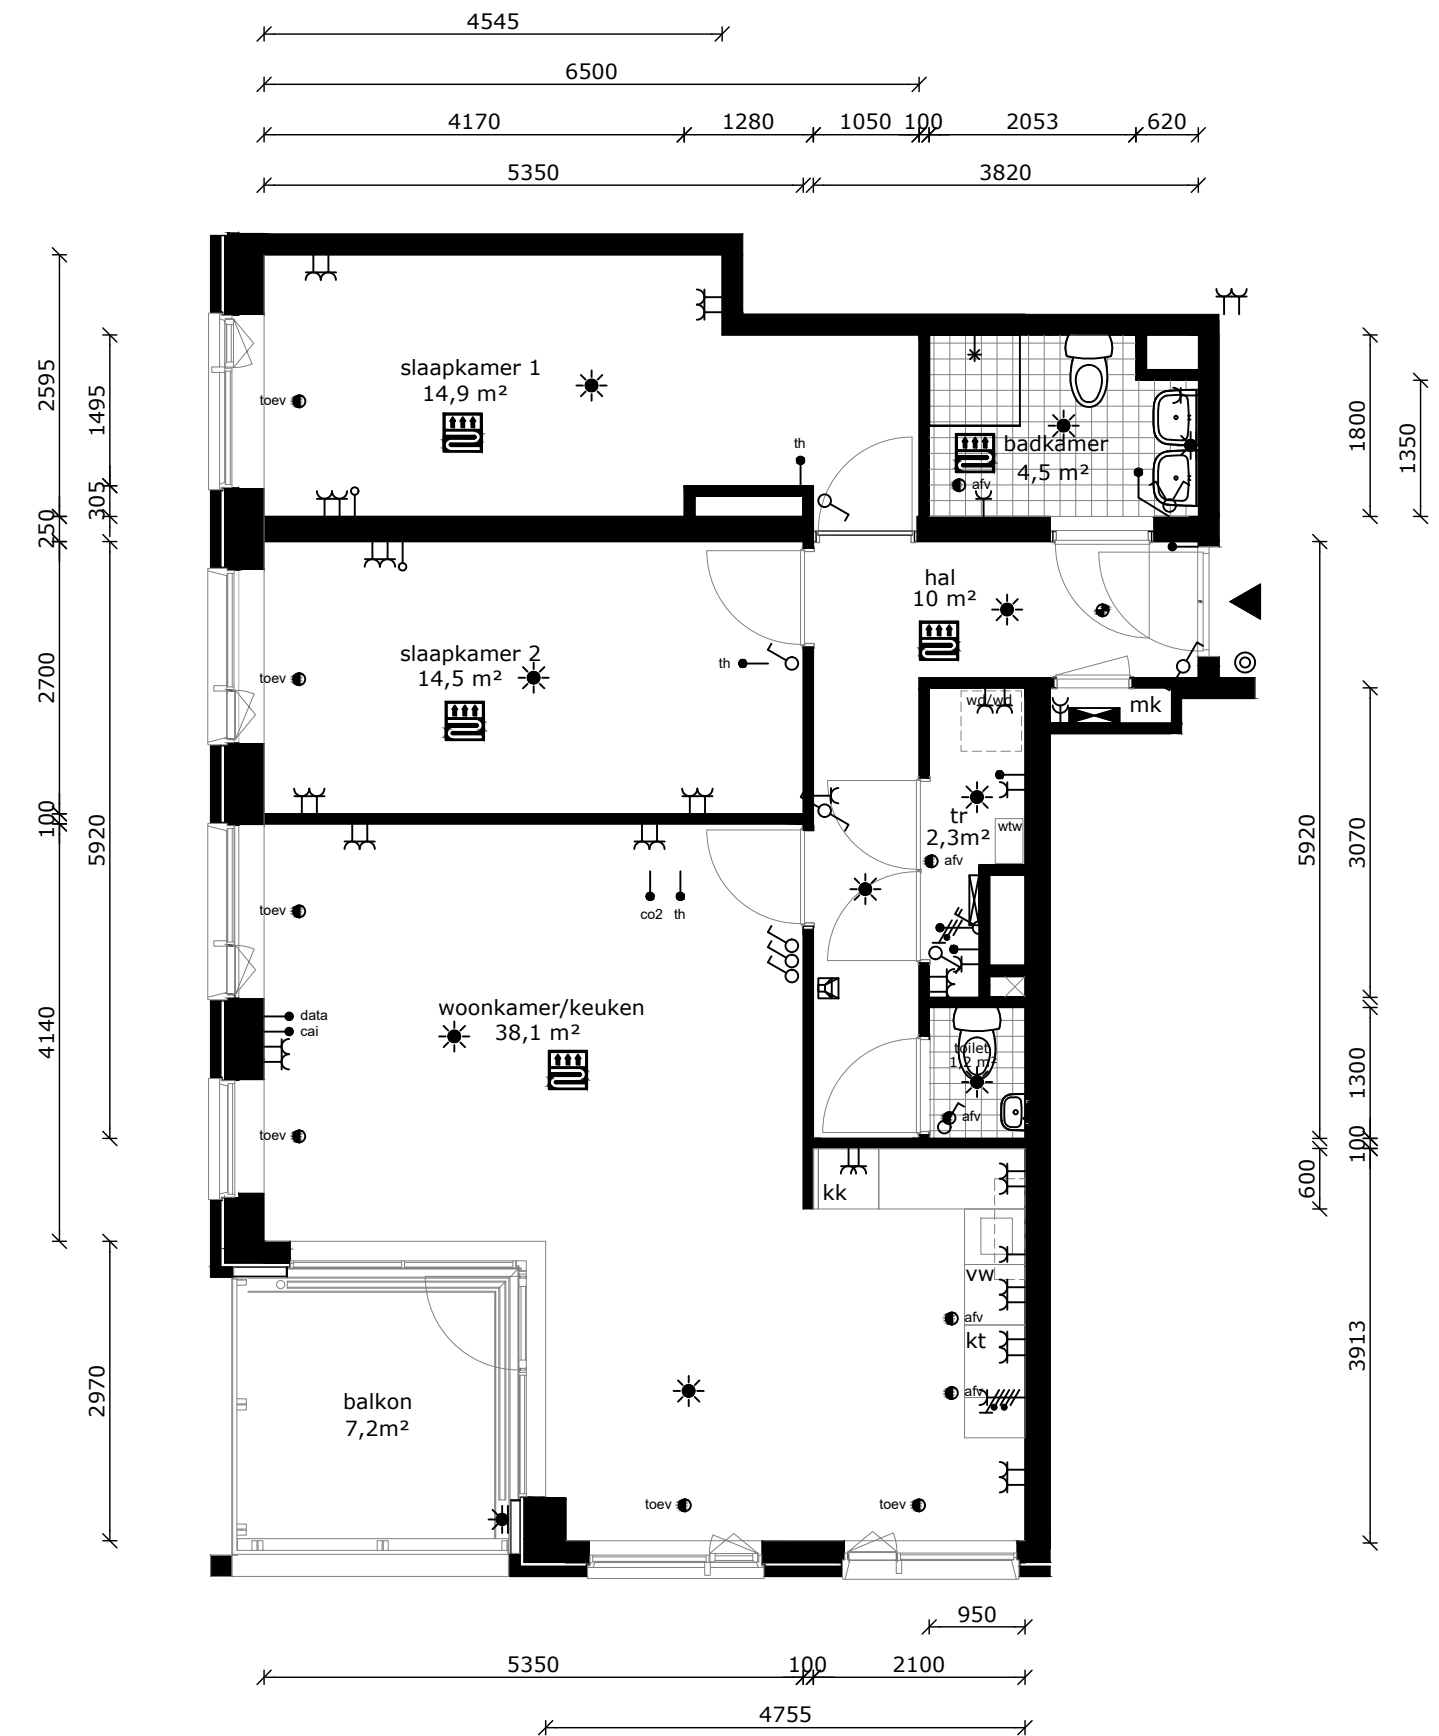 4545
6500
4170 1280 1050 100 2053 620
5350 3820
2595
1495
305
250
2700
100
5920
4140
2970
slaapkamer 1
14,9 m²
toev
th
badkamer
4,5 m²
afv
1800
1350
hal
10 m²
slaapkamer 2
14,5 m²
toev
th
wd/wd
mk
tr
2,3m²
wtw
afv
5920
3070
toev
co2 th
woonkamer/keuken
38,1 m²
data
cai
toev
toilet
1,2 m²
afv
1300
100
600
kk
vw
afv
kt
afv
3913
balkon
7,2m²
toev toev
950
5350 100 2100
4755